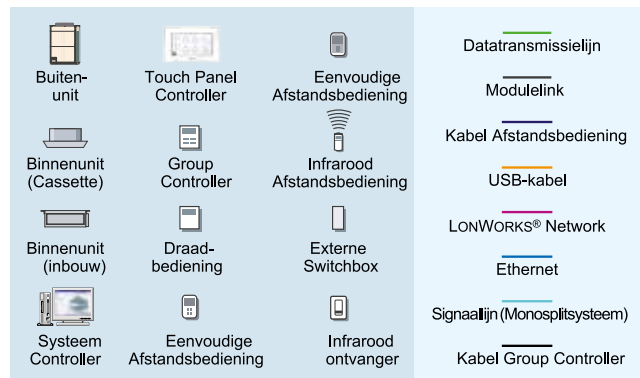 Buiten-
unit
Touch Panel
Controller
Eenvoudige
Afstandsbediening
Binnenunit
(Cassette)
Group
Controller
Infrarood
Afstandsbediening
Binnenunit
(inbouw)
Draad-
bediening
Externe
Switchbox
Systeem
Controller
Eenvoudige
Afstandsbediening
Infrarood
ontvanger
Datatransmissielijn
Modulelink
Kabel Afstandsbediening
USB-kabel
LONWORKS® Network
Ethernet
Signaallijn (Monosplitsysteem)
Kabel Group Controller